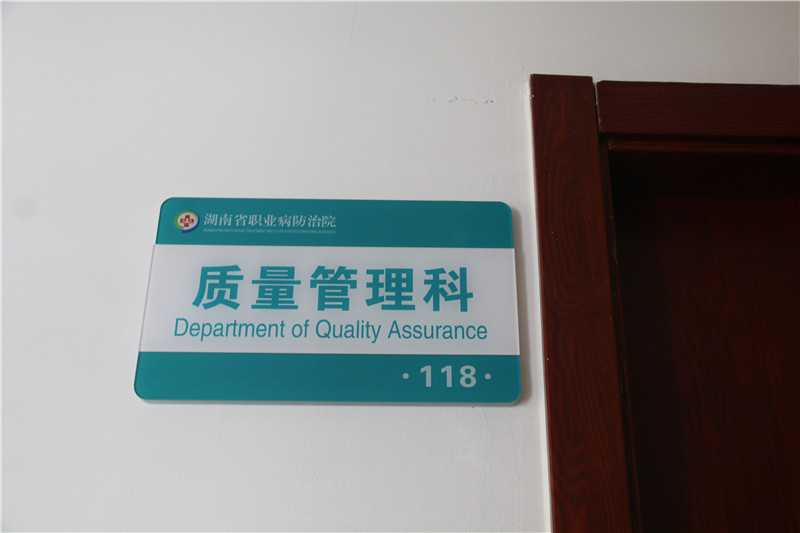 湖南省职业病防治院
质量管理科
Department of Quality Assurance
·118·